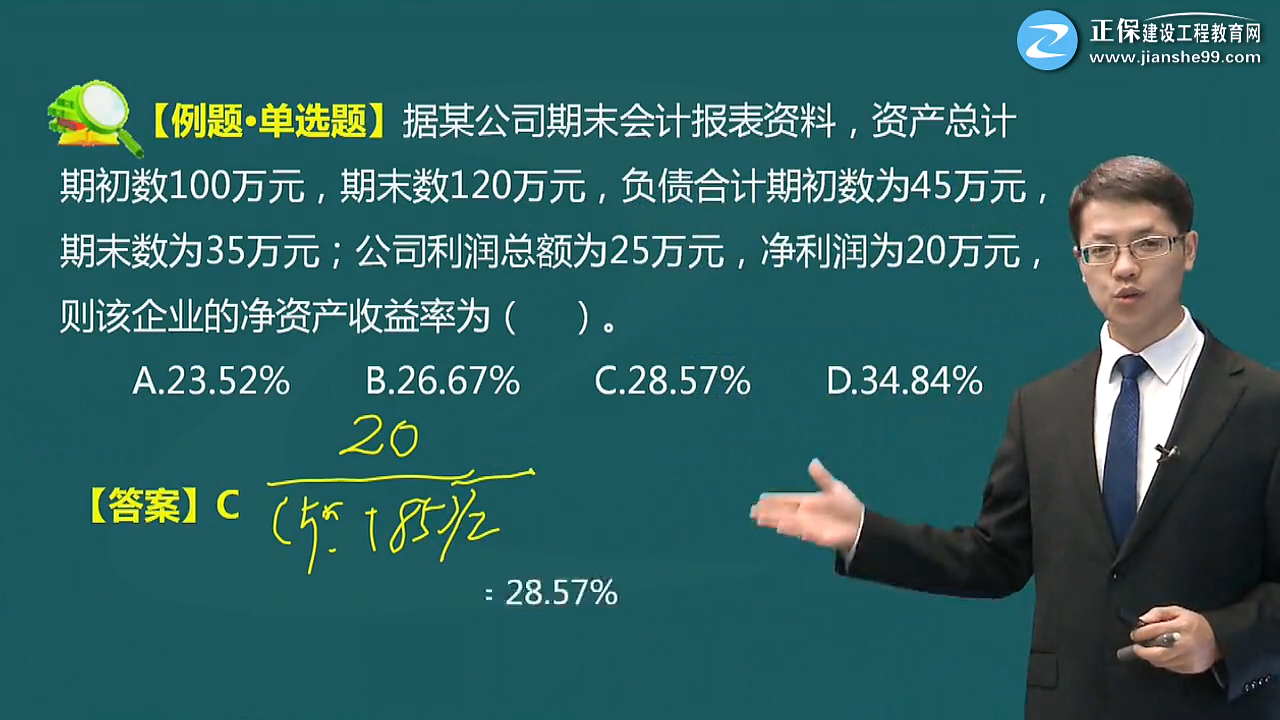 正保建设工程教育网
www.jianshe99.com
【例题·单选题】据某公司期末会计报表资料，资产总计
期初数100万元，期末数120万元，负债合计期初数为45万元，
期末数为35万元；公司利润总额为25万元，净利润为20万元，
则该企业的净资产收益率为（ ）。
A.23.52% B.26.67% C.28.57% D.34.84%
20
【答案】C
+85)/2
= 28.57%